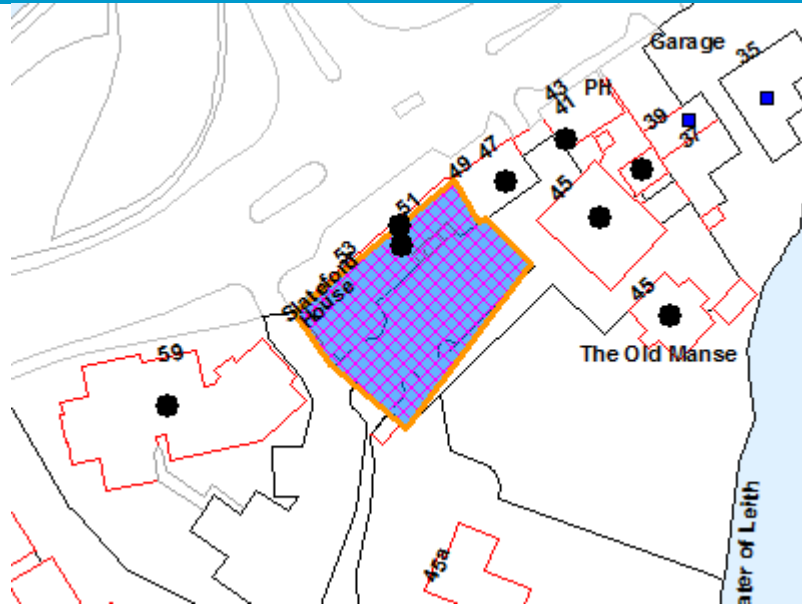 Garage
35
43
PH
41
39
37
47
49
45
51
53
Slateford
House
45
The Old Manse
59
ater of Leith
45a